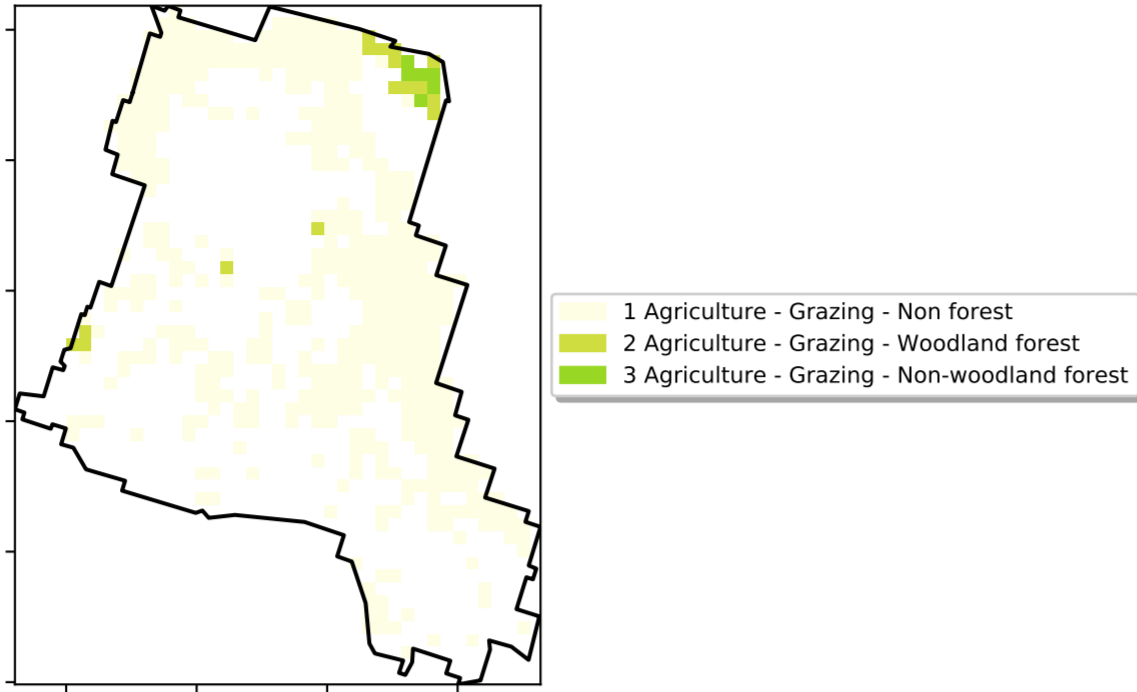 1 Agriculture - Grazing - Non forest
2 Agriculture - Grazing - Woodland forest
3 Agriculture - Grazing - Non-woodland forest